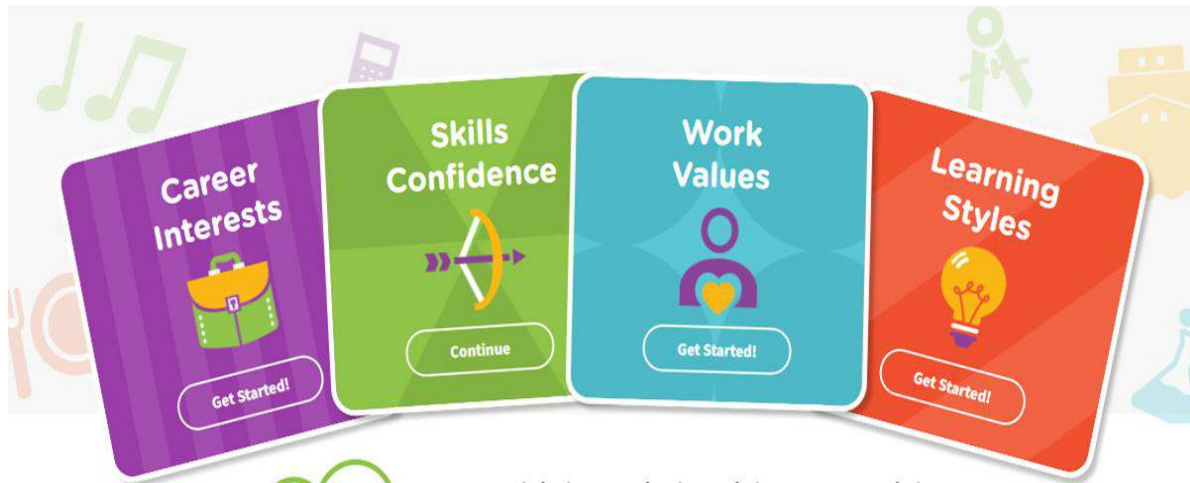 Career
Interests
Get Started!
Skills
Confidence
Continue
Work
Values
Get Started!
Learning
Styles
Get Started!